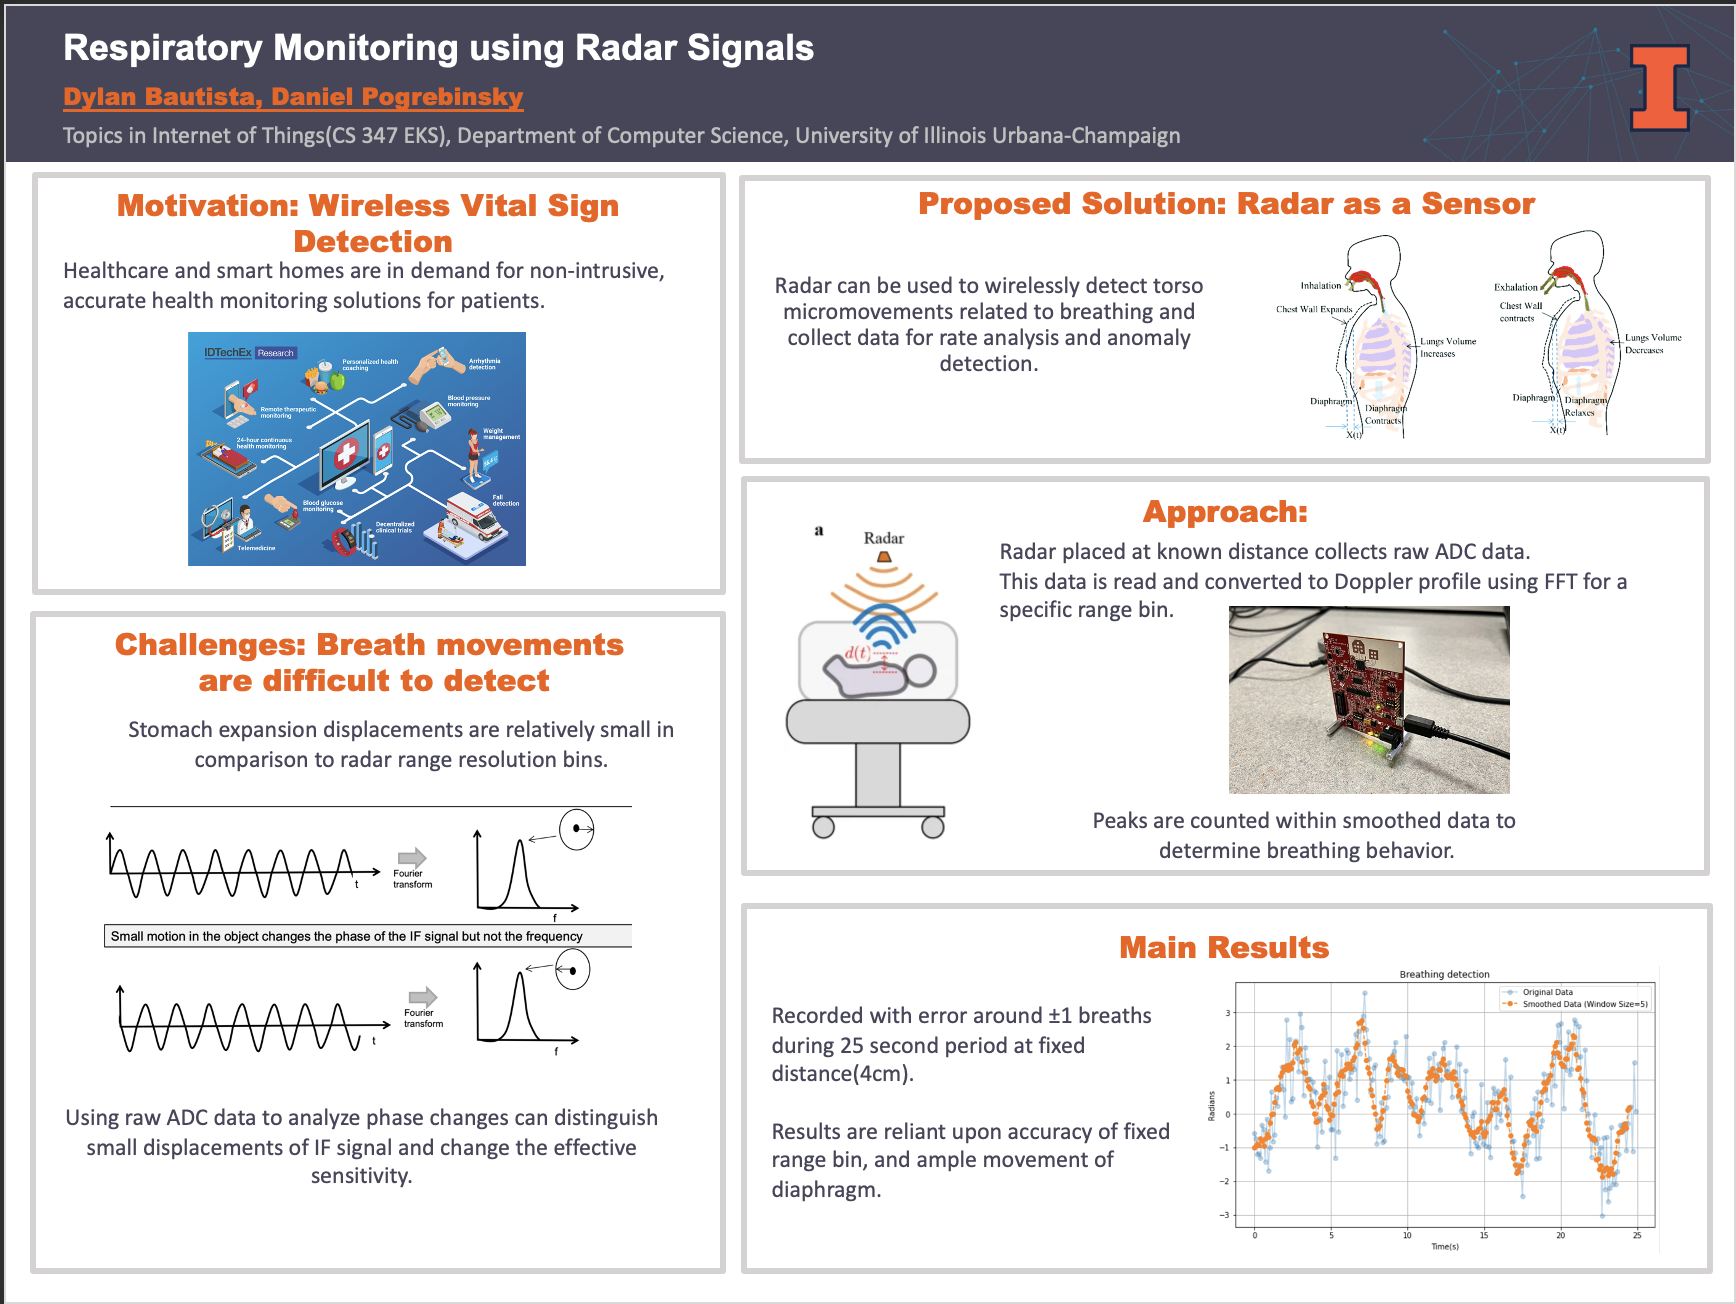 Respiratory Monitoring using Radar Signals
Dylan Bautista, Daniel Pogrebinsky
Topics in Internet of Things(CS 347 EKS), Department of Computer Science, University of Illinois Urbana-Champaign
Motivation: Wireless Vital Sign
Detection
Healthcare and smart homes are in demand for non-intrusive,
accurate health monitoring solutions for patients.
IDTechEx Research
Personalized health
coaching
Arrhythmia
detection
Remote therapeutic
monitoring
Blood pressure
monitoring
24-hour continuous
health monitoring
Weight
management
Blood glucose
monitoring
Fall
detection
Decentralized
clinical trials
Telemedicine
Challenges: Breath movements
are difficult to detect
Stomach expansion displacements are relatively small in
comparison to radar range resolution bins.
t
Fourier
transform
f
Small motion in the object changes the phase of the IF signal but not the frequency
t
Fourier
transform
f
Using raw ADC data to analyze phase changes can distinguish
small displacements of IF signal and change the effective
sensitivity.
Proposed Solution: Radar as a Sensor
Radar can be used to wirelessly detect torso
micromovements related to breathing and
collect data for rate analysis and anomaly
detection.
Inhalation
Chest Wall Expands
Lungs Volume
Increases
Diaphragm
Diaphragm
Contracts
X(t)
Exhalation
Chest Wall
contracts
Lungs Volume
Decreases
Diaphragm
Diaphragm
Relaxes
X(t)
Approach:
a
Radar
d(t)
Radar placed at known distance collects raw ADC data.
This data is read and converted to Doppler profile using FFT for a
specific range bin.
Peaks are counted within smoothed data to
determine breathing behavior.
Main Results
Recorded with error around ±1 breaths
during 25 second period at fixed
distance(4cm).
Results are reliant upon accuracy of fixed
range bin, and ample movement of
diaphragm.
Breathing detection
Original Data
Smoothed Data (Window Size=5)
Radians
3
2
1
0
−1
−2
−3
0 5 10 15 20 25
Time(s)